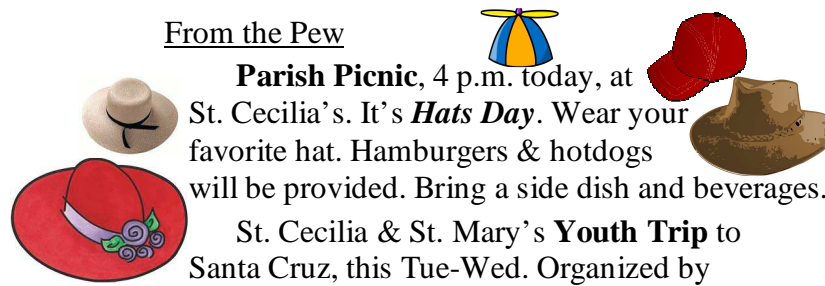 From the Pew
Parish Picnic, 4 p.m. today, at
St. Cecilia’s. It’s Hats Day. Wear your
favorite hat. Hamburgers & hotdogs
will be provided. Bring a side dish and beverages.
St. Cecilia & St. Mary’s Youth Trip to
Santa Cruz, this Tue-Wed. Organized by